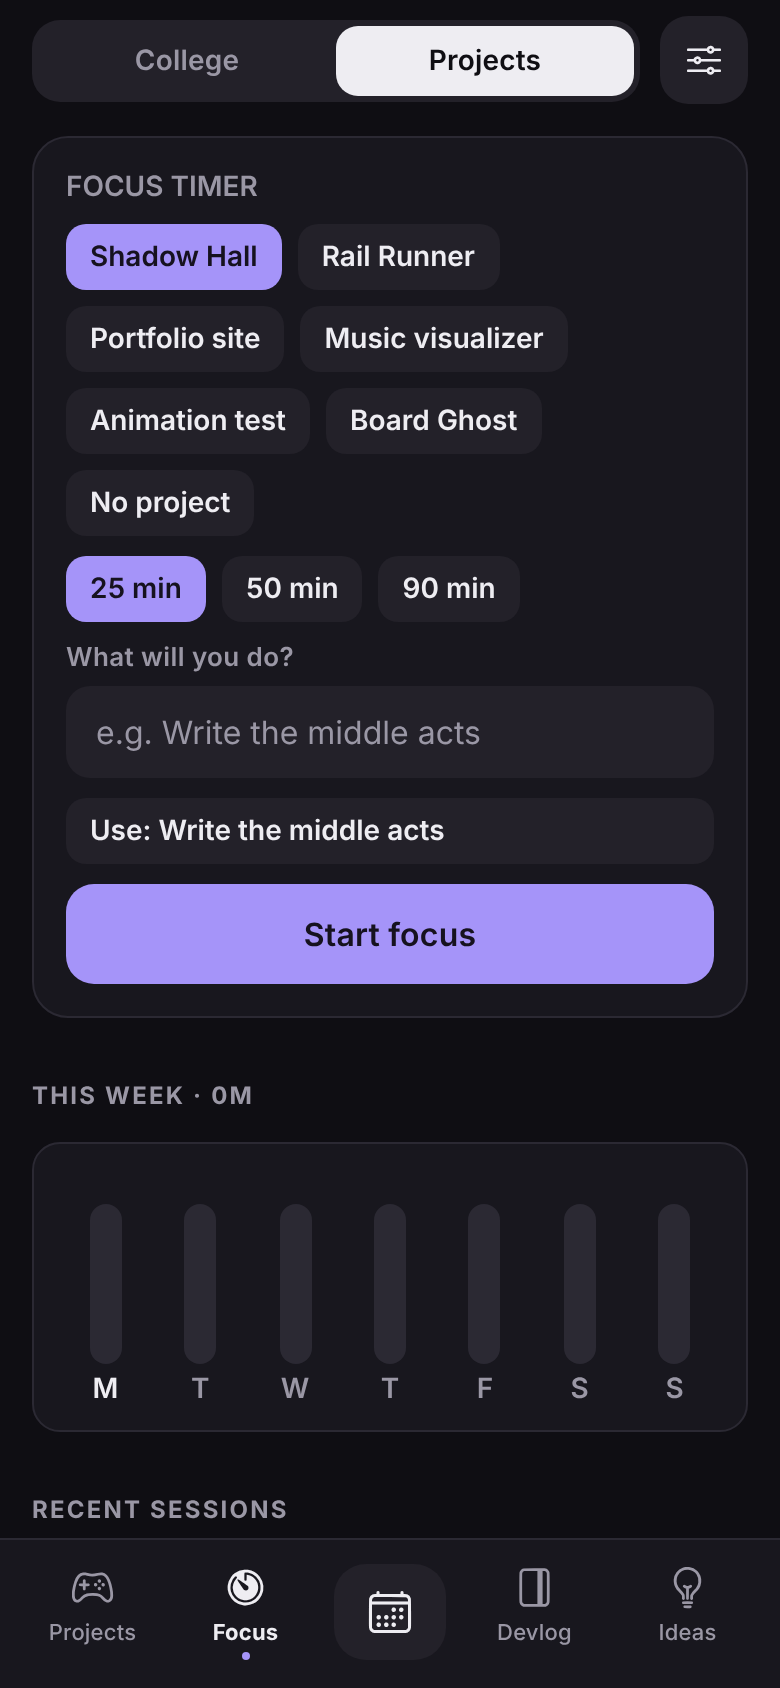 College Projects
FOCUS TIMER
Shadow Hall Rail Runner
Portfolio site Music visualizer
Animation test Board Ghost
No project
25 min 50 min 90 min
What will you do?
e.g. Write the middle acts
Use: Write the middle acts
Start focus
THIS WEEK · 0M
M T W T F S S
RECENT SESSIONS
Projects Focus Devlog Ideas